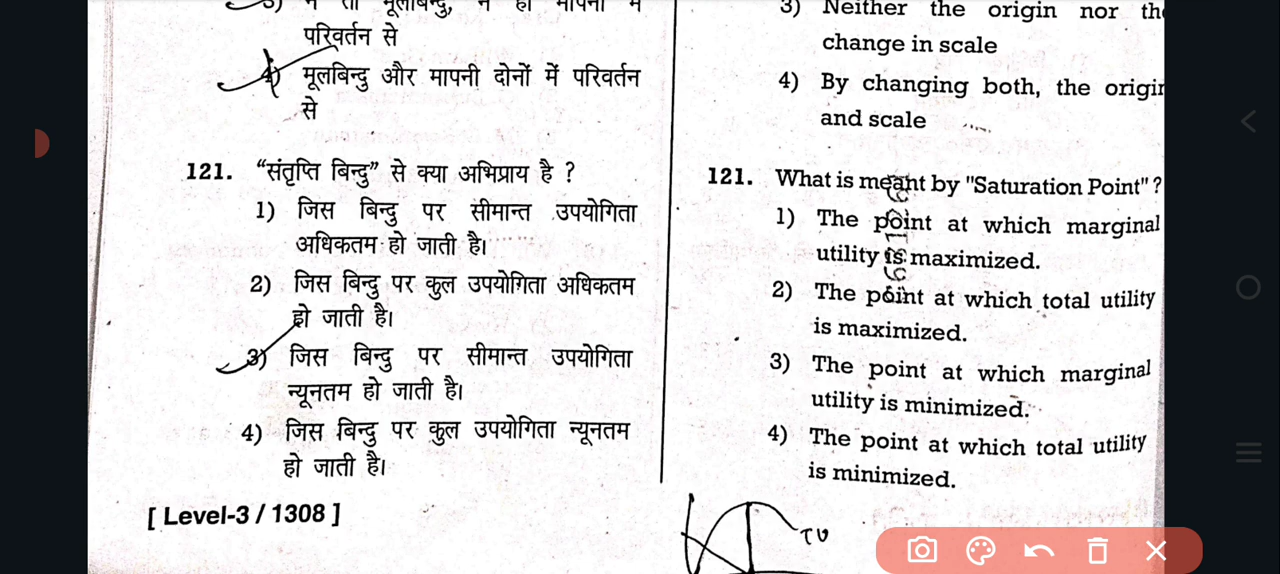 3) न तो मूलबिन्दु, न ही मापनी में
परिवर्तन से
4) मूलबिन्दु और मापनी दोनों में परिवर्तन
से
121. “संतृप्ति बिन्दु” से क्या अभिप्राय है ?
1) जिस बिन्दु पर सीमान्त उपयोगिता
अधिकतम हो जाती है।
2) जिस बिन्दु पर कुल उपयोगिता अधिकतम
हो जाती है।
3) जिस बिन्दु पर सीमान्त उपयोगिता
न्यूनतम हो जाती है।
4) जिस बिन्दु पर कुल उपयोगिता न्यूनतम
हो जाती है।
[ Level-3 / 1308 ]
3) Neither the origin nor the
change in scale
4) By changing both, the origin
and scale
121. What is meant by "Saturation Point" ?
1) The point at which marginal
utility is maximized.
2) The point at which total utility
is maximized.
3) The point at which marginal
utility is minimized.
4) The point at which total utility
is minimized.
TU